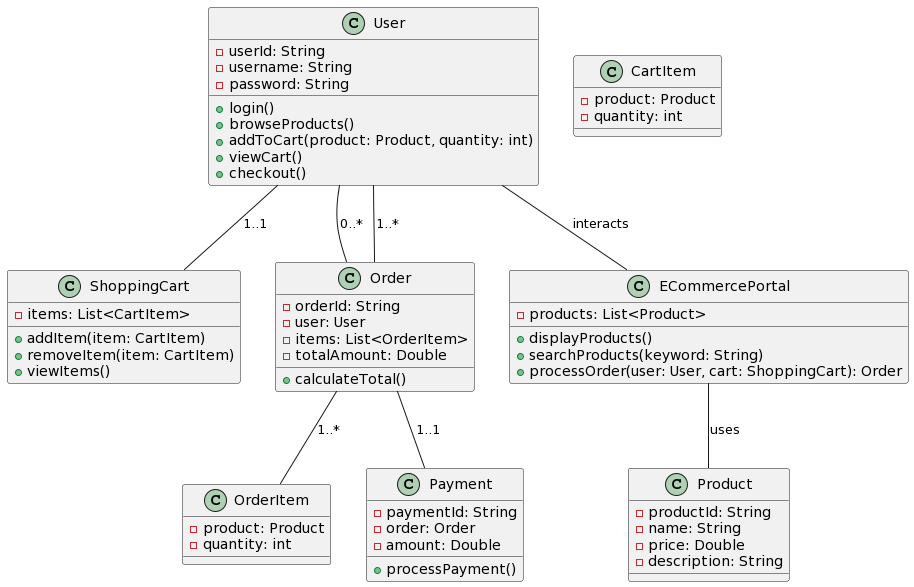 C User
userId: String
username: String
password: String
login()
browseProducts()
addToCart(product: Product, quantity: int)
viewCart()
checkout()
C CartItem
product: Product
quantity: int
1..1
0..*
1..*
interacts
C ShoppingCart
items: List<CartItem>
addItem(item: CartItem)
removeItem(item: CartItem)
viewItems()
C Order
orderId: String
user: User
items: List<OrderItem>
totalAmount: Double
calculateTotal()
C ECommercePortal
products: List<Product>
displayProducts()
searchProducts(keyword: String)
processOrder(user: User, cart: ShoppingCart): Order
1..*
1..1
uses
C OrderItem
product: Product
quantity: int
C Payment
paymentId: String
order: Order
amount: Double
processPayment()
C Product
productId: String
name: String
price: Double
description: String